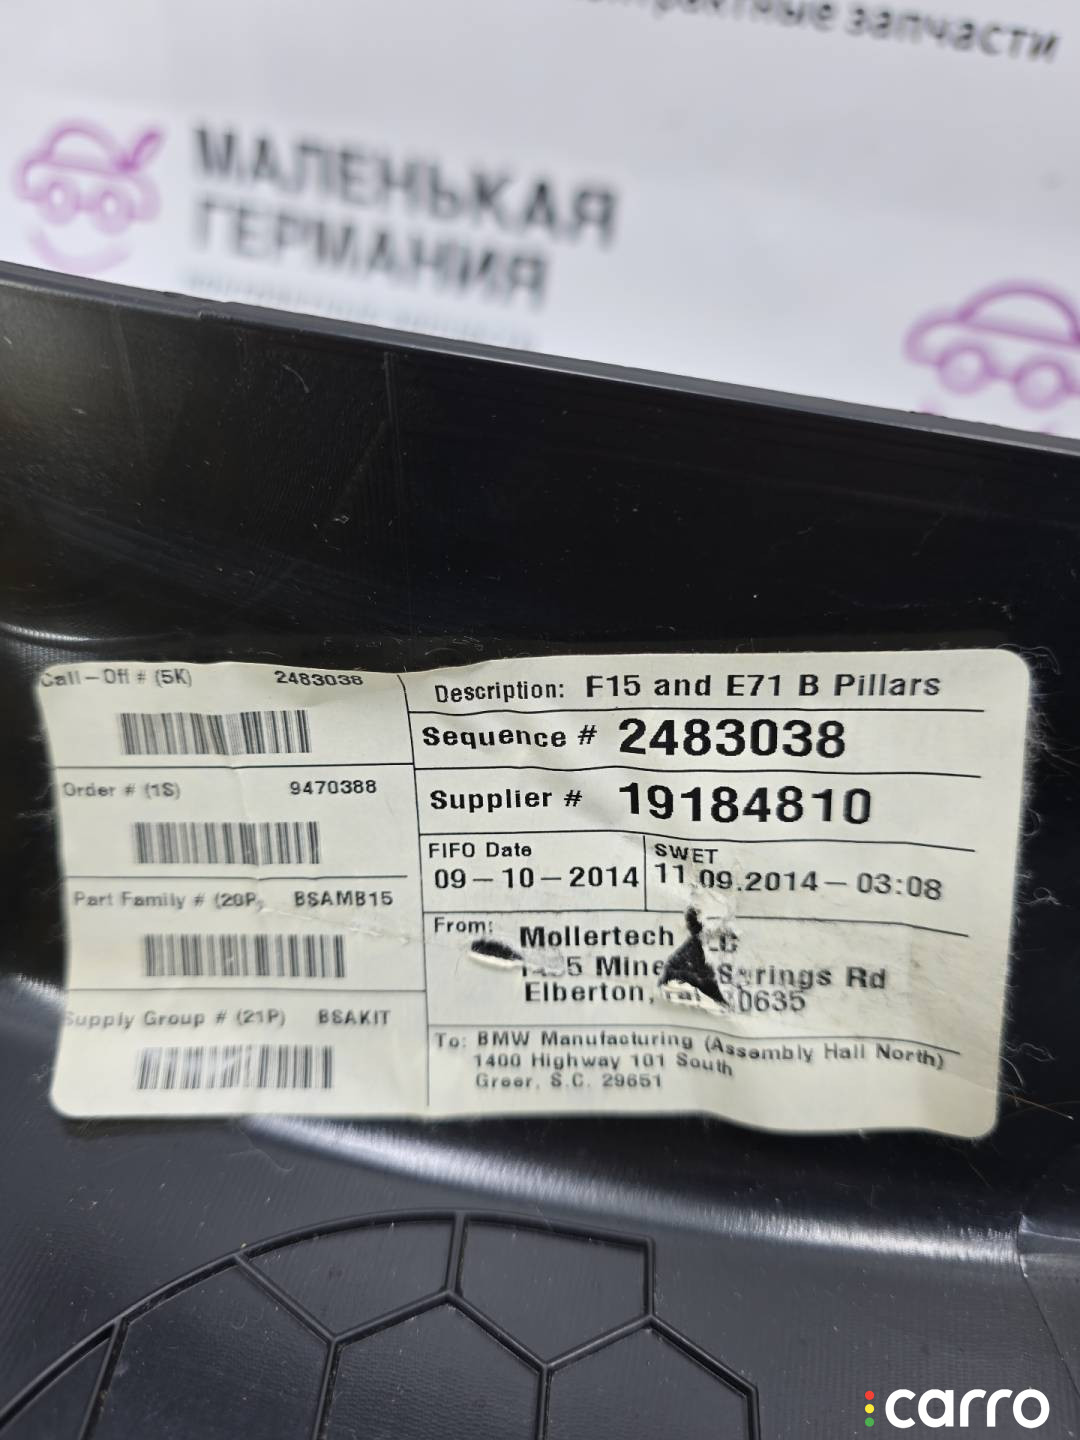 контрактные запчасти
МАЛЕНЬКАЯ
ГЕРМАНИЯ
Call-Off # (5K) 2483038
Order # (1S) 9470388
Part Family # (20P) BSAMB15
Supply Group # (21P) BSAKIT
Description: F15 and E71 B Pillars
Sequence # 2483038
Supplier # 19184810
FIFO Date
09-10-2014
SWET
11.09.2014-03:08
From: Mollertech
Rd
Elberton,
To: BMW Manufacturing (Assembly Hall North)
1400 Highway 101 South
Greer, S.C. 29651
carro